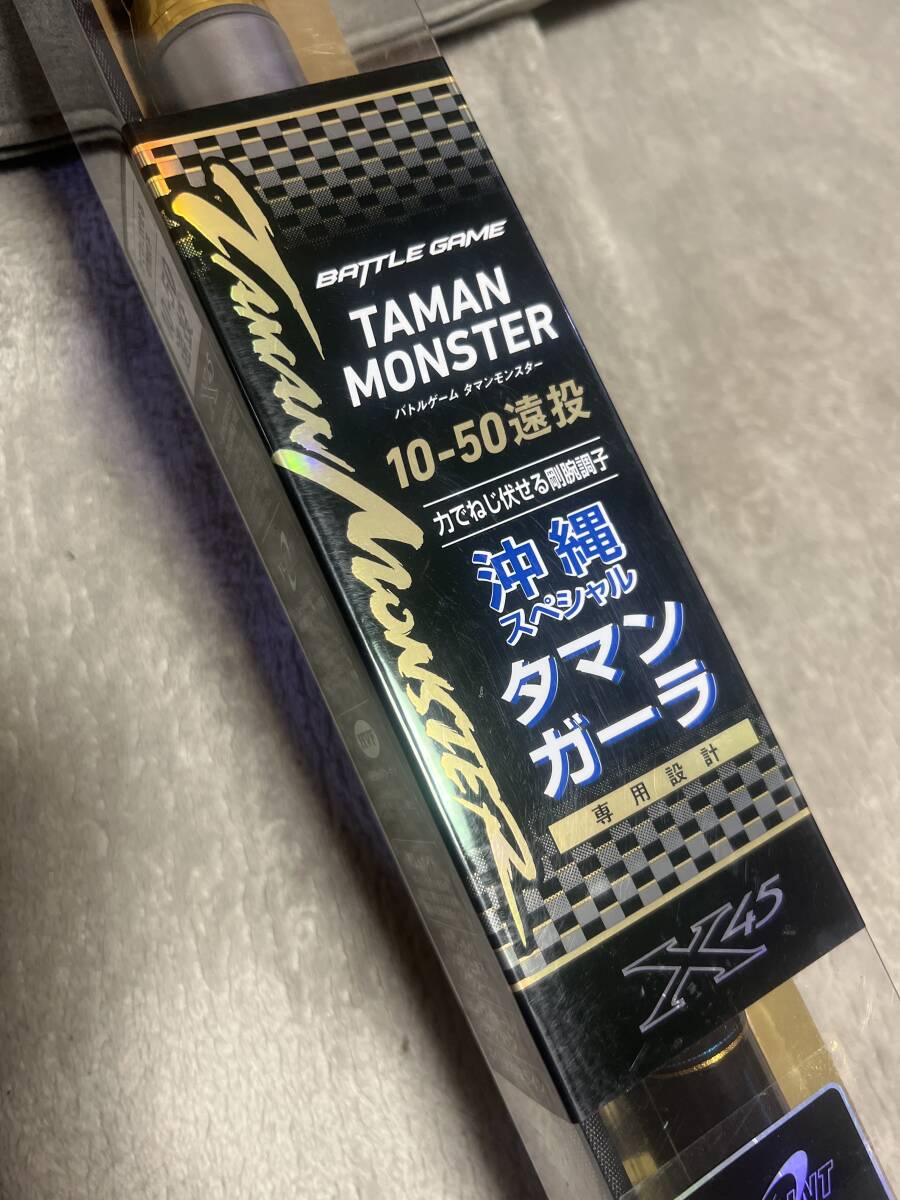 TAMAN MONSTER
BATTLE GAME
TAMAN
MONSTER
バトルゲーム タマンモンスター
10-50遠投
力でねじ伏せる剛腕調子
沖縄
スペシャル
タマン
ガーラ
専用設計
X45
HVF